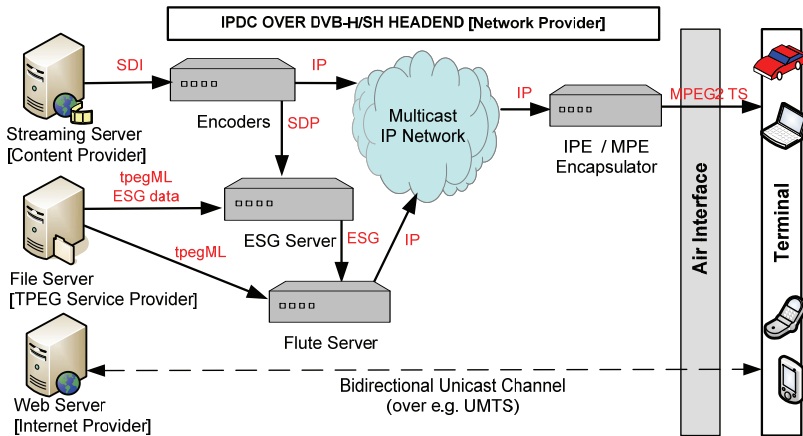 IPDC OVER DVB-H/SH HEADEND [Network Provider]
SDI
IP
Streaming Server
[Content Provider]
Encoders
SDP
Multicast
IP Network
IP
IPE / MPE
Encapsulator
MPEG2 TS
tpegML
ESG data
ESG Server
ESG
IP
tpegML
File Server
[TPEG Service Provider]
Flute Server
Air Interface
Terminal
Web Server
[Internet Provider]
Bidirectional Unicast Channel
(over e.g. UMTS)